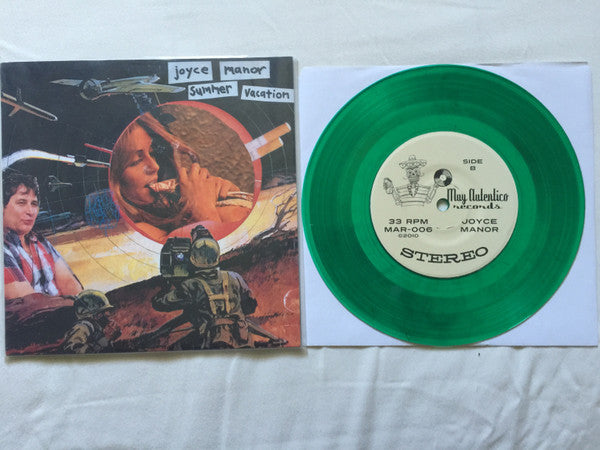 joyce manor
summer vacation
SIDE
B
Muy Autentico
records.
33 RPM JOYCE
MAR-006 MANOR
©2010
STEREO